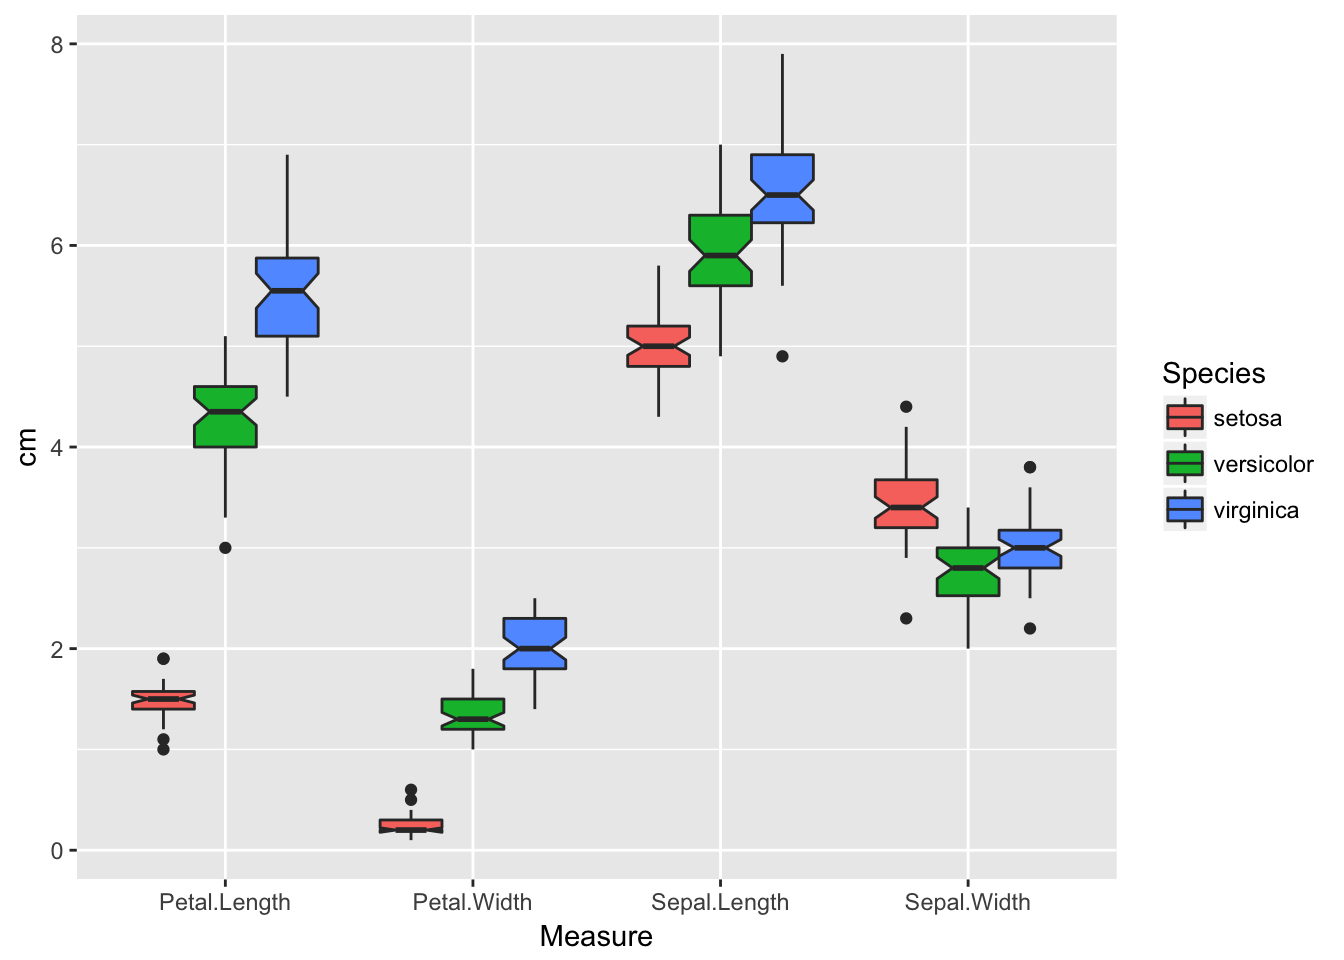 8
6
4
2
0
cm
Petal.Length
Petal.Width
Sepal.Length
Sepal.Width
Measure
Species
setosa
versicolor
virginica